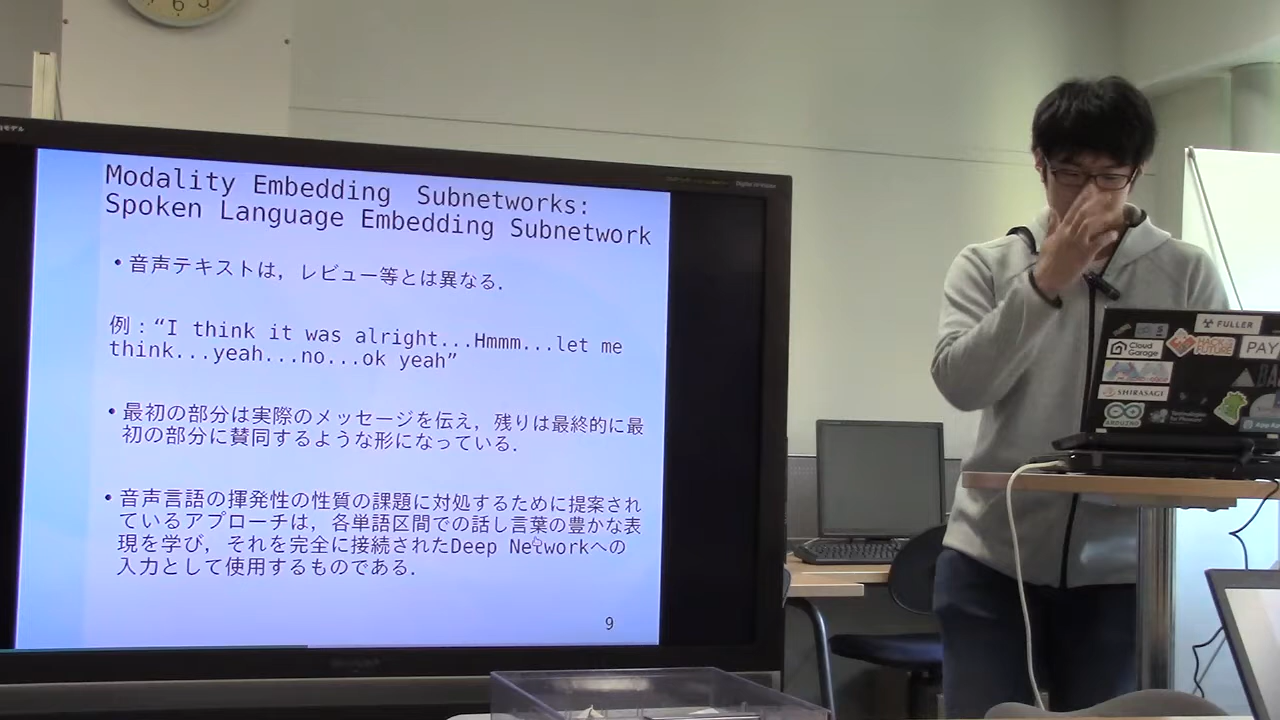 Modality Embedding Subnetworks:
Spoken Language Embedding Subnetwork
・音声テキストは，レビュー等とは異なる．
例：“I think it was alright...Hmmm...let me
think...yeah...no...ok yeah”
・最初の部分は実際のメッセージを伝え，残りは最終的に最
初の部分に賛同するような形になっている．
・音声言語の揮発性の性質の課題に対処するために提案され
ているアプローチは，各単語区間での話し言葉の豊かな表
現を学び，それを完全に接続されたDeep Networkへの
入力として使用するものである．
9
6
5
FULLER
Cloud
Garage
HACK'S
FUTURE
PAY
SHIRASAGI
ARDUINO